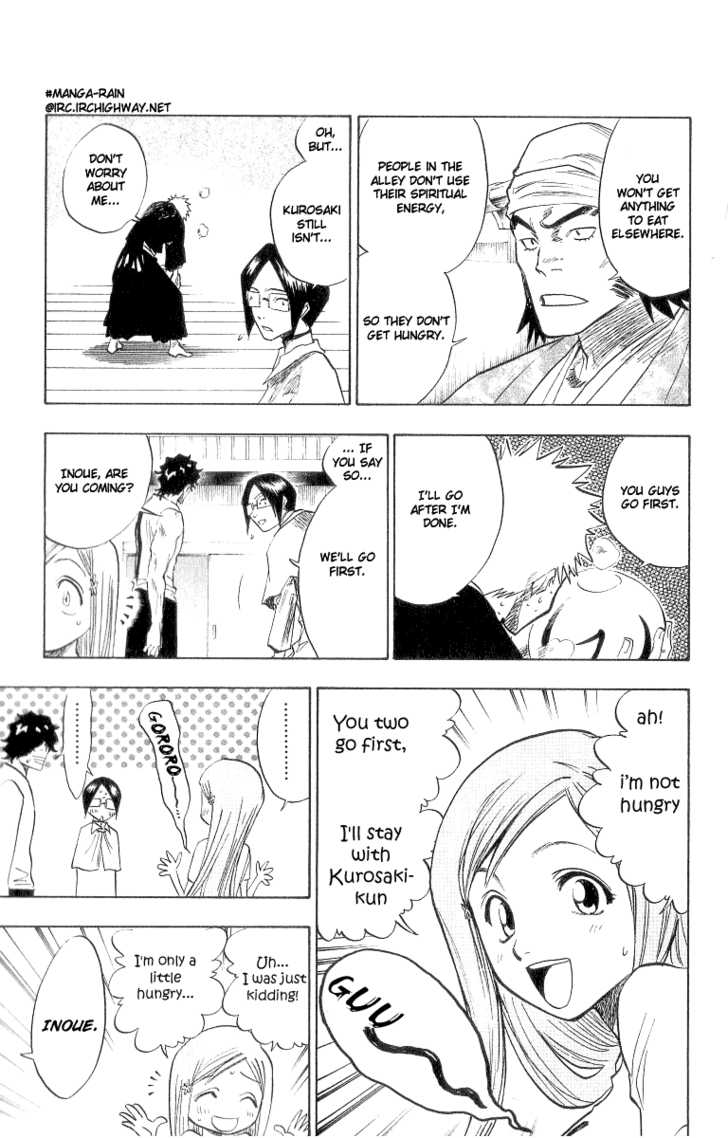 #MANGA-RAIN
@IRC.IRCHIGHWAY.NET
YOU
WON'T GET
ANYTHING
TO EAT
ELSEWHERE.
PEOPLE IN THE
ALLEY DON'T USE
THEIR SPIRITUAL
ENERGY,
SO THEY DON'T
GET HUNGRY.
OH,
BUT...
KUROSAKI
STILL
ISN'T...
DON'T
WORRY
ABOUT
ME...
YOU GUYS
GO FIRST.
I'LL GO
AFTER I'M
DONE.
... IF
YOU SAY
SO...
WE'LL GO
FIRST.
INOUE, ARE
YOU COMING?
ah!
i'm not
hungry
You two
go first,
I'll stay
with
Kurosaki-
kun
GUU
.........
GORORO
.........
.........
Uh...
I was just
kidding!
I'm only a
little
hungry...
INOUE.